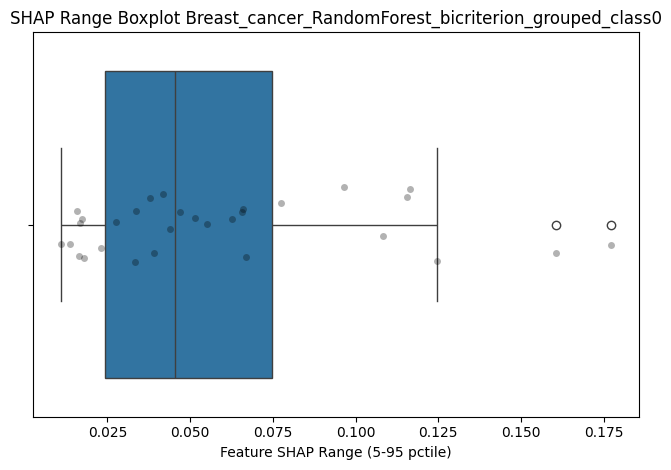 SHAP Range Boxplot Breast_cancer_RandomForest_bicriterion_grouped_class0
0.025 0.050 0.075 0.100 0.125 0.150 0.175
Feature SHAP Range (5-95 pctile)